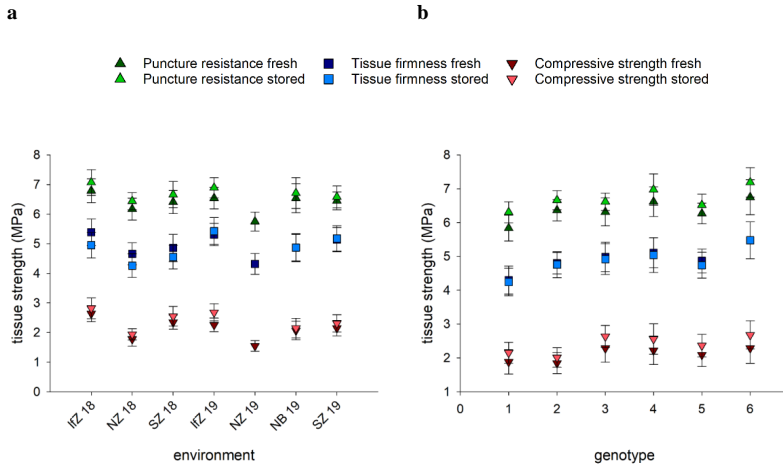 a
b
Puncture resistance fresh
Puncture resistance stored
Tissue firmness fresh
Tissue firmness stored
Compressive strength fresh
Compressive strength stored
tissue strength (MPa)
8
7
6
5
4
3
2
1
0
IfZ 18
NZ 18
SZ 18
IfZ 19
NZ 19
NB 19
SZ 19
environment
tissue strength (MPa)
8
7
6
5
4
3
2
1
0
1
2
3
4
5
6
genotype